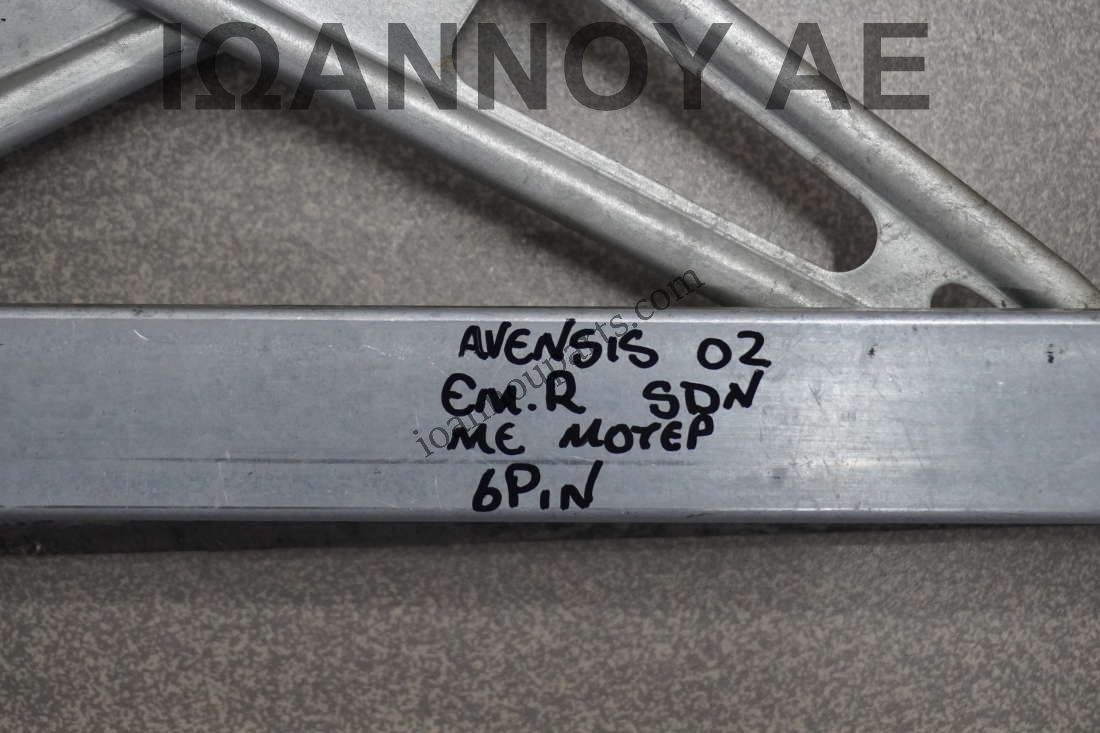 ΙΩΑΝΝΟΥ ΑΕ
ioannouparts.com
AVENSIS 02
ΕΜ.R SDN
ΜΕ ΜΟΤΕΡ
6PiN